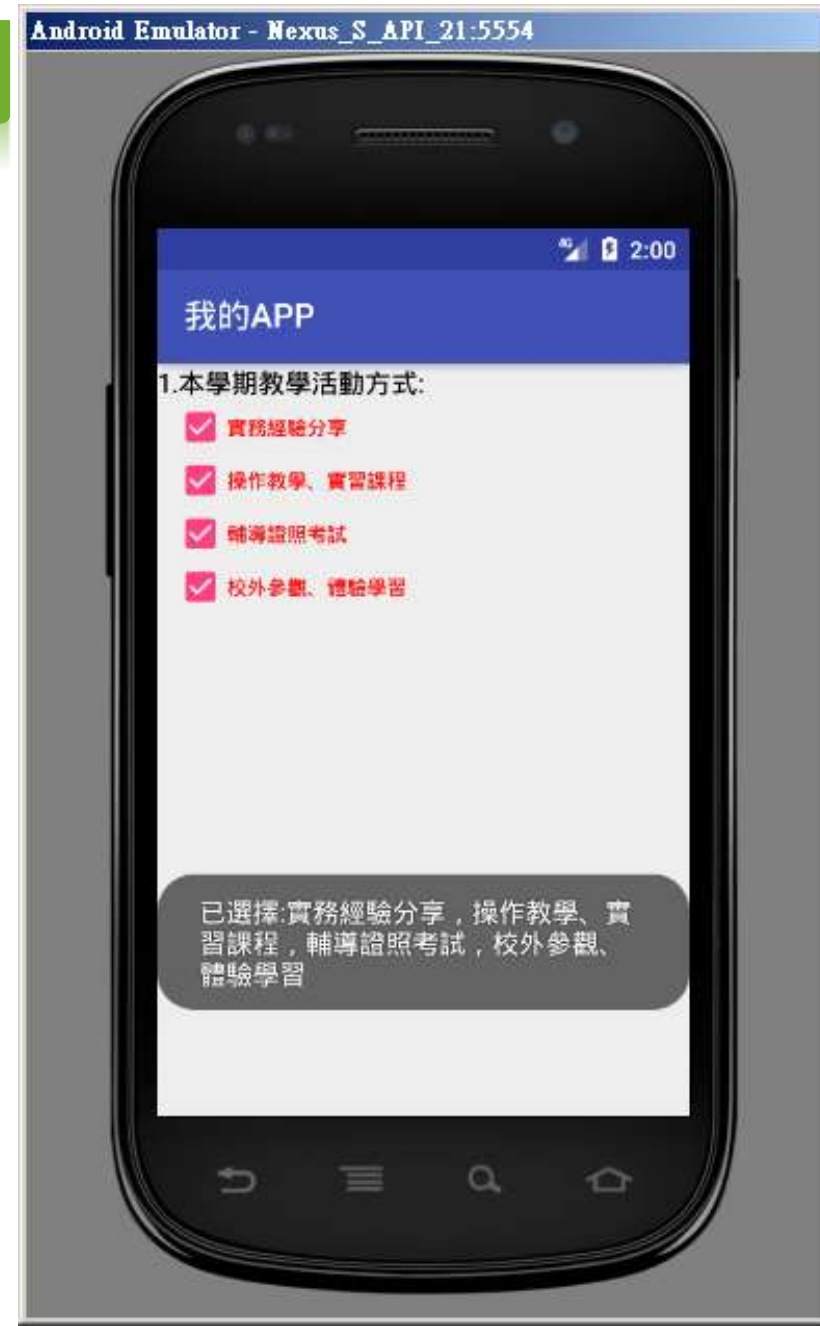 Android Emulator - Nexus_S_API_21:5554
4G 2:00
我的APP
1.本學期教學活動方式:
實務經驗分享
操作教學、實習課程
輔導證照考試
校外參觀、體驗學習
已選擇:實務經驗分享，操作教學、實
習課程，輔導證照考試，校外參觀、
體驗學習